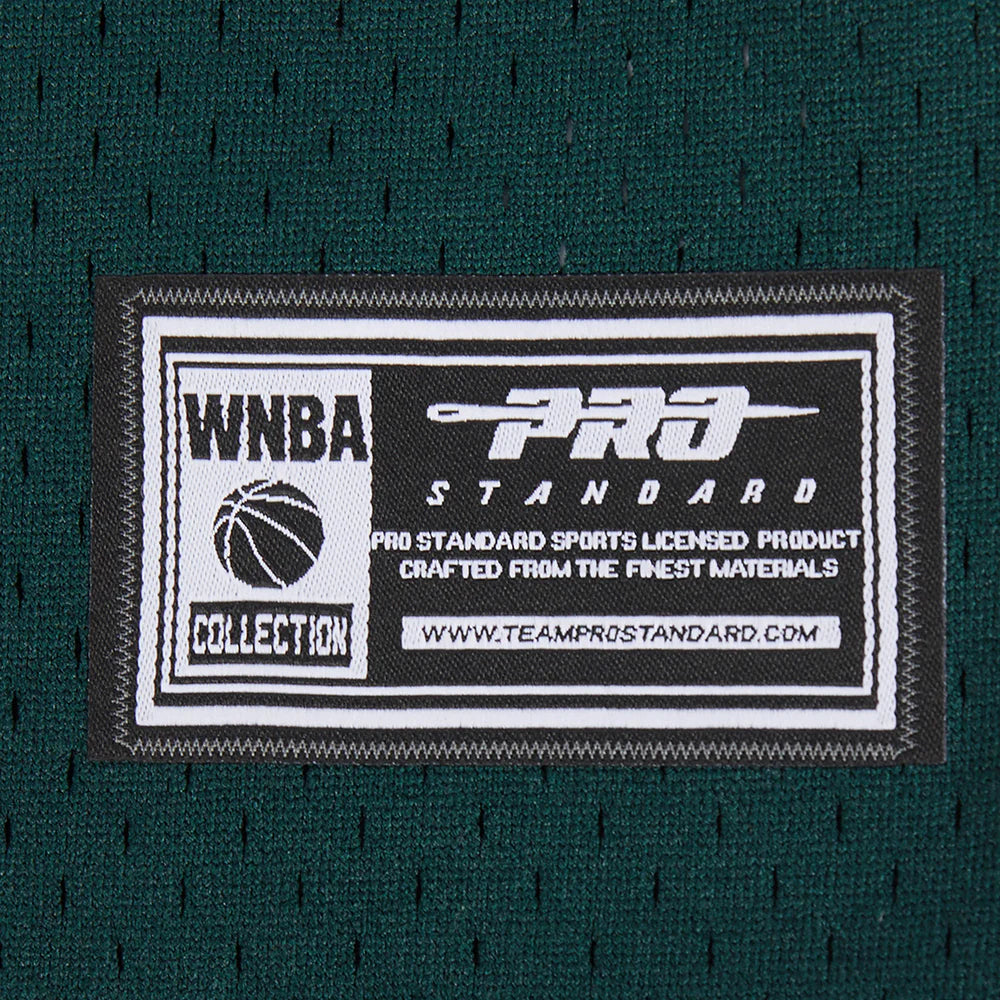 WNBA
COLLECTION
PRO
STANDARD
PRO STANDARD SPORTS LICENSED PRODUCT
CRAFTED FROM THE FINEST MATERIALS
WWW.TEAMPROSTANDARD.COM